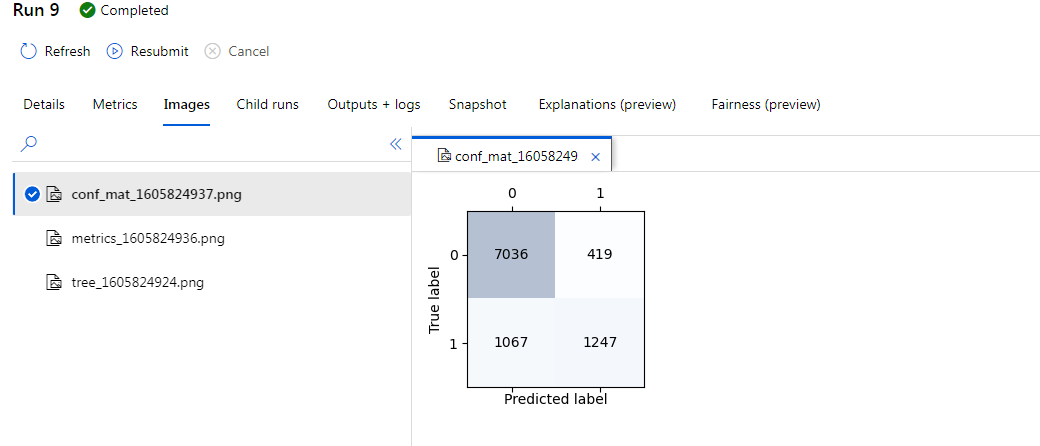 Run 9 Completed
Refresh Resubmit Cancel
Details Metrics Images Child runs Outputs + logs Snapshot Explanations (preview) Fairness (preview)
conf_mat_1605824937.png
metrics_1605824936.png
tree_1605824924.png
conf_mat_16058249
0 1
0 7036 419
True label
1 1067 1247
Predicted label